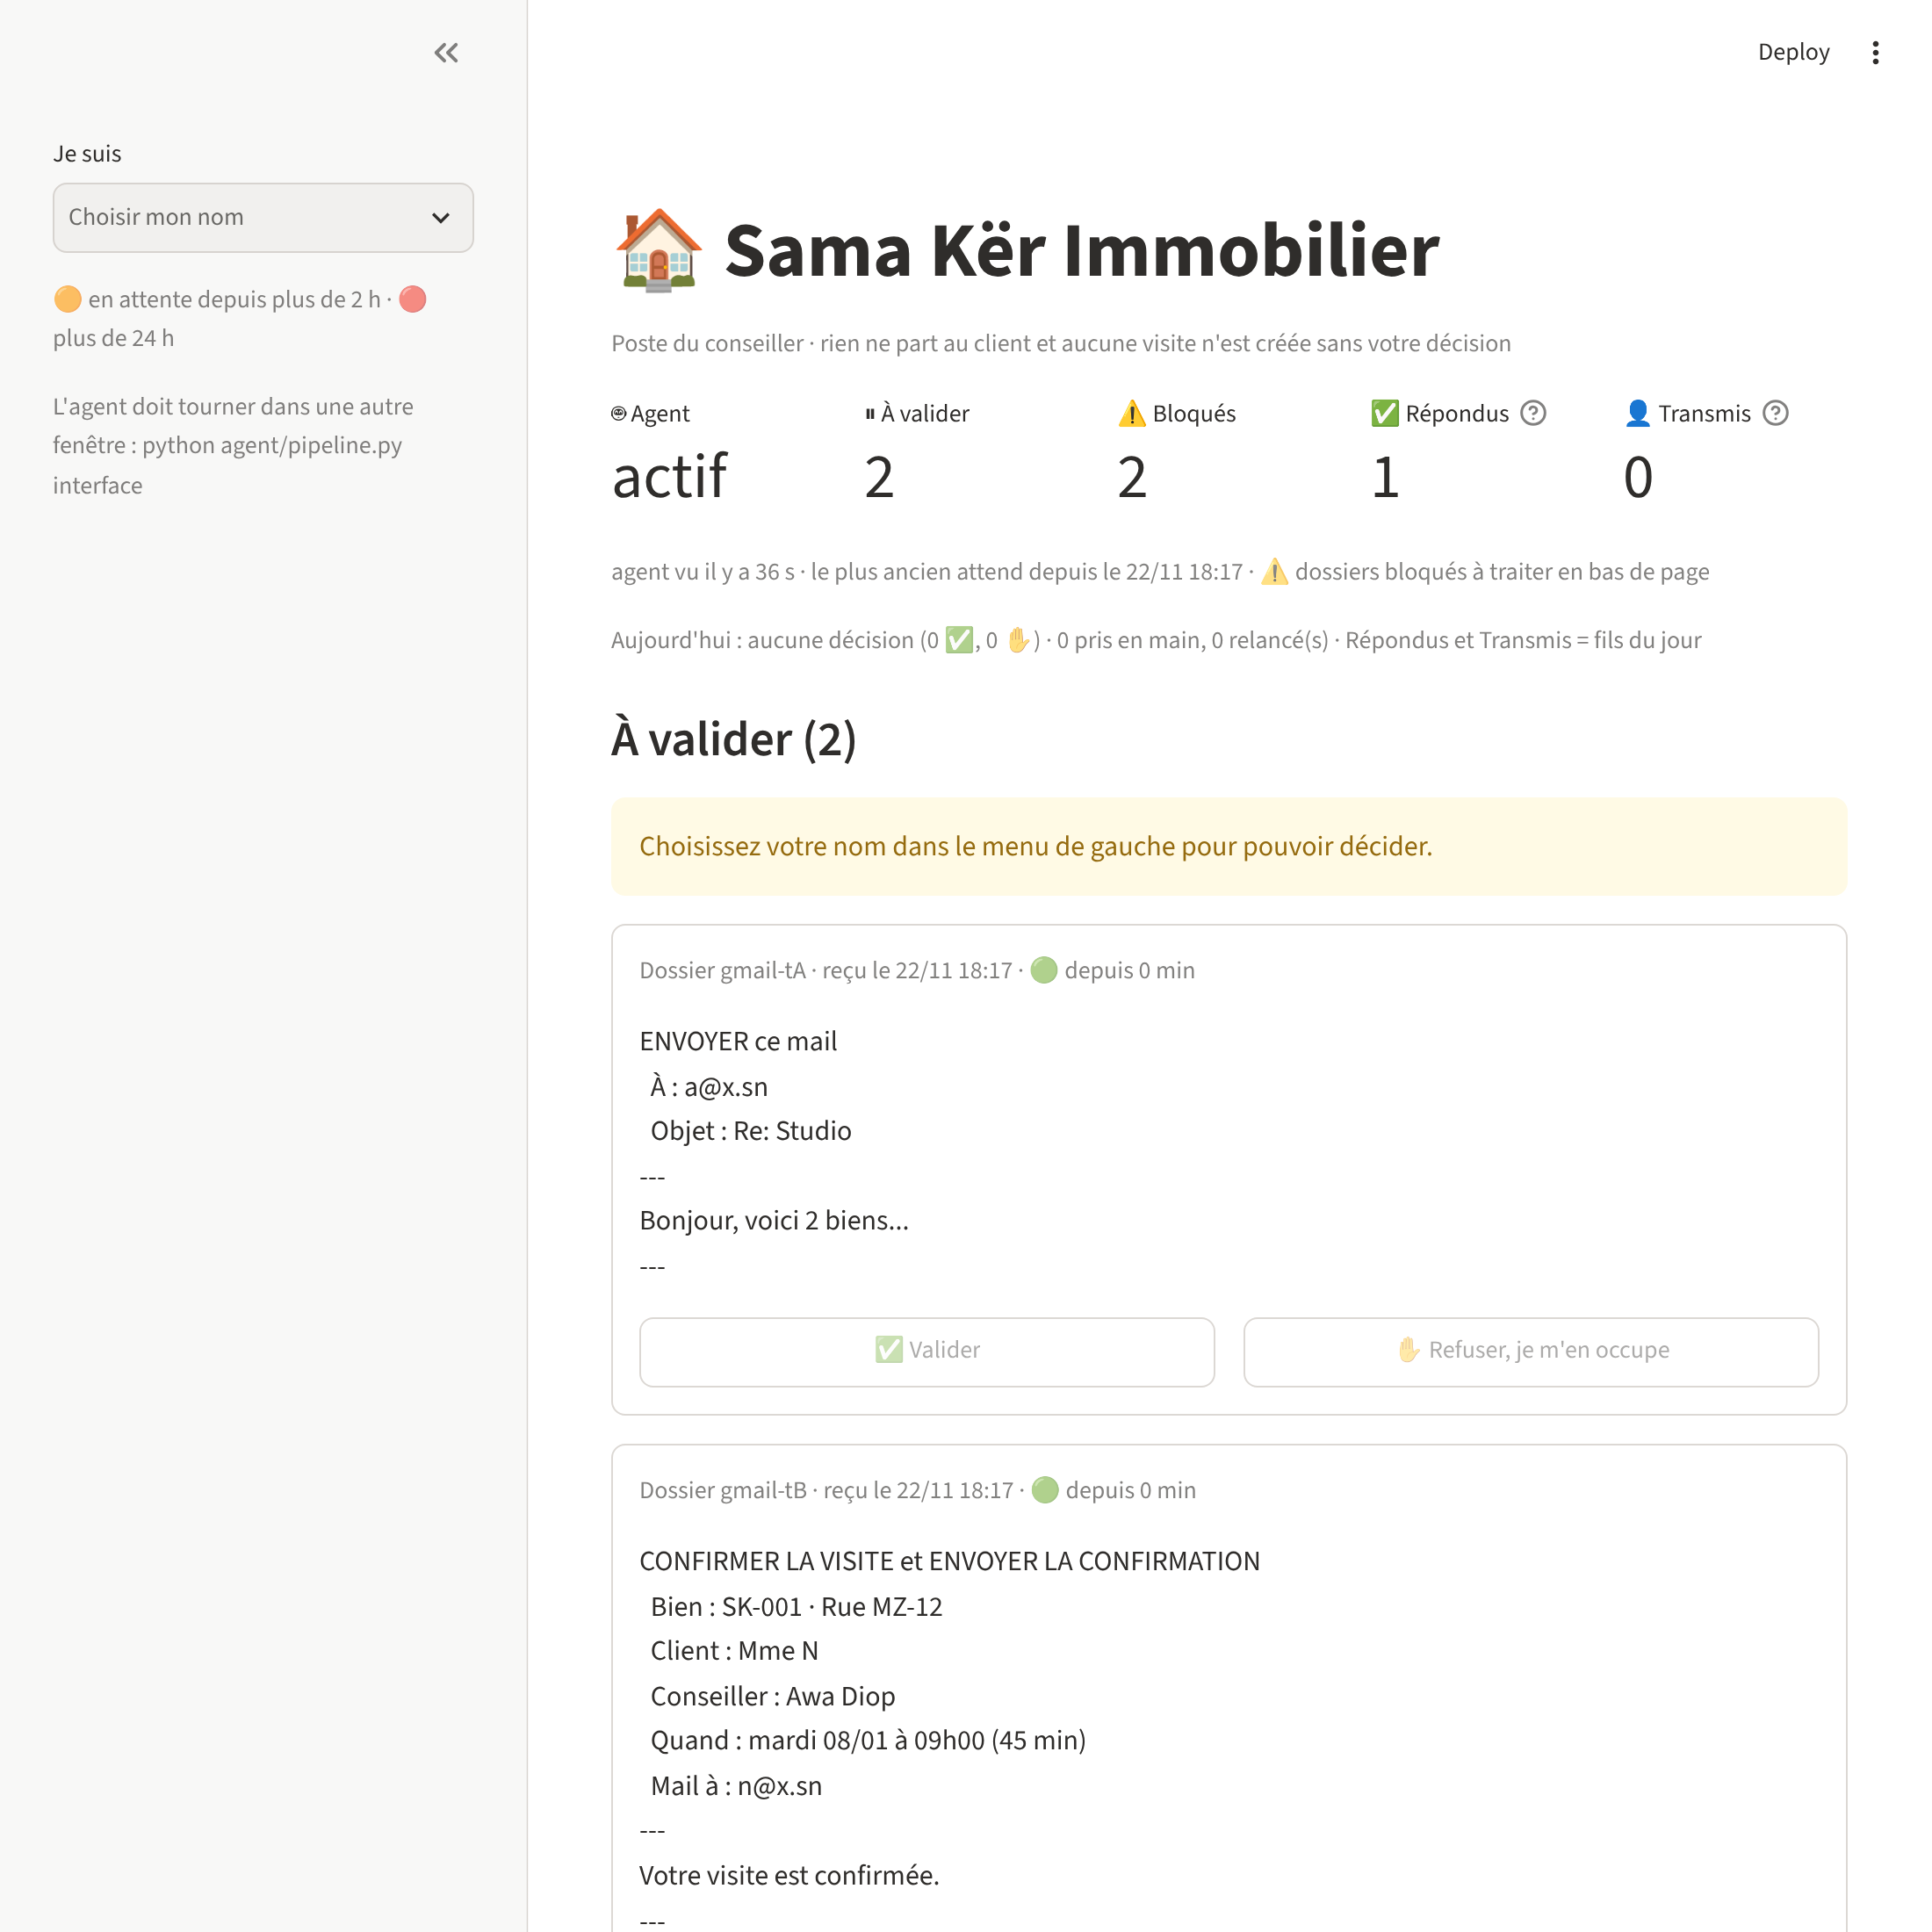 Deploy
Je suis
Choisir mon nom
🟠 en attente depuis plus de 2 h · 🔴
plus de 24 h
L'agent doit tourner dans une autre
fenêtre : python agent/pipeline.py
interface
🏠 Sama Kër Immobilier
Poste du conseiller · rien ne part au client et aucune visite n'est créée sans votre décision
🤖 Agent
⏸ À valider
⚠️ Bloqués
✅ Répondus
👤 Transmis
actif
2
2
1
0
agent vu il y a 36 s · le plus ancien attend depuis le 22/11 18:17 · ⚠️ dossiers bloqués à traiter en bas de page
Aujourd'hui : aucune décision (0 ✅, 0 ✋) · 0 pris en main, 0 relancé(s) · Répondus et Transmis = fils du jour
À valider (2)
Choisissez votre nom dans le menu de gauche pour pouvoir décider.
Dossier gmail-tA · reçu le 22/11 18:17 · 🟢 depuis 0 min
ENVOYER ce mail
À : a@x.sn
Objet : Re: Studio
---
Bonjour, voici 2 biens...
---
✅ Valider
✋ Refuser, je m'en occupe
Dossier gmail-tB · reçu le 22/11 18:17 · 🟢 depuis 0 min
CONFIRMER LA VISITE et ENVOYER LA CONFIRMATION
Bien : SK-001 · Rue MZ-12
Client : Mme N
Conseiller : Awa Diop
Quand : mardi 08/01 à 09h00 (45 min)
Mail à : n@x.sn
---
Votre visite est confirmée.
---